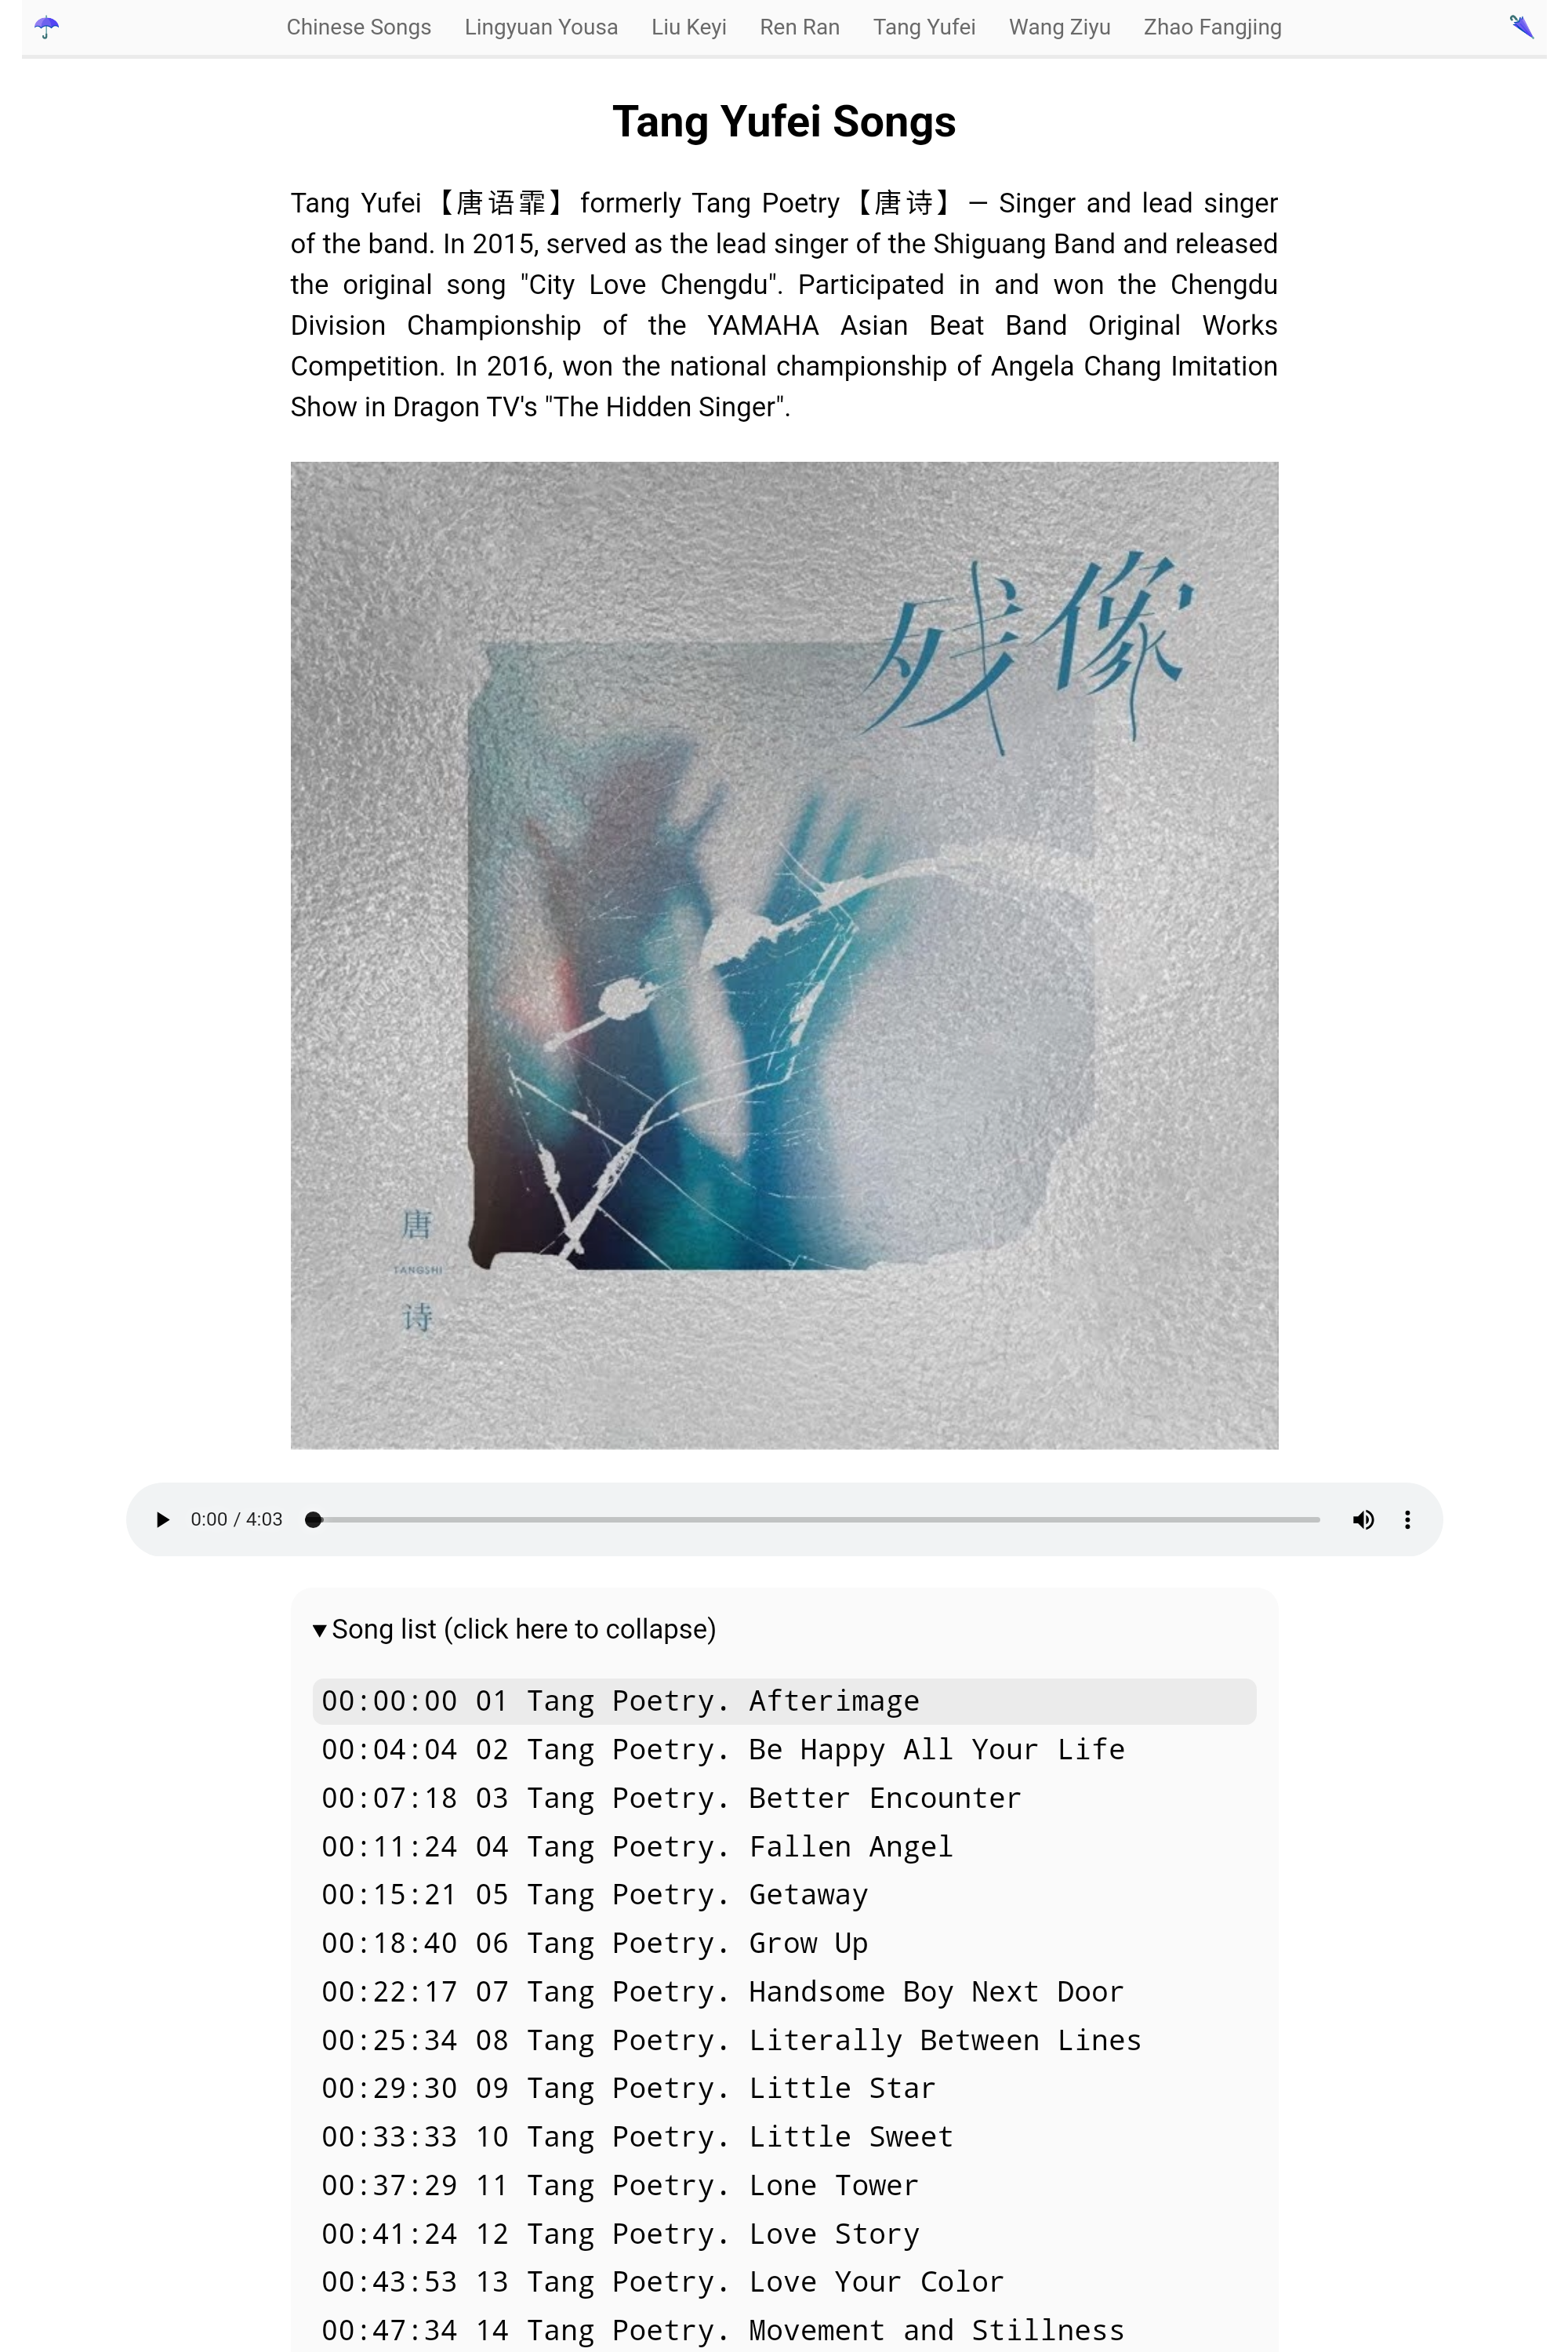 Chinese Songs Lingyuan Yousa Liu Keyi Ren Ran Tang Yufei Wang Ziyu Zhao Fangjing
Tang Yufei Songs
Tang Yufei【唐语霏】formerly Tang Poetry【唐诗】— Singer and lead singer
of the band. In 2015, served as the lead singer of the Shiguang Band and released
the original song "City Love Chengdu". Participated in and won the Chengdu
Division Championship of the YAMAHA Asian Beat Band Original Works
Competition. In 2016, won the national championship of Angela Chang Imitation
Show in Dragon TV's "The Hidden Singer".
残像
唐
TANGSHI
诗
0:00 / 4:03
Song list (click here to collapse)
00:00:00 01 Tang Poetry. Afterimage
00:04:04 02 Tang Poetry. Be Happy All Your Life
00:07:18 03 Tang Poetry. Better Encounter
00:11:24 04 Tang Poetry. Fallen Angel
00:15:21 05 Tang Poetry. Getaway
00:18:40 06 Tang Poetry. Grow Up
00:22:17 07 Tang Poetry. Handsome Boy Next Door
00:25:34 08 Tang Poetry. Literally Between Lines
00:29:30 09 Tang Poetry. Little Star
00:33:33 10 Tang Poetry. Little Sweet
00:37:29 11 Tang Poetry. Lone Tower
00:41:24 12 Tang Poetry. Love Story
00:43:53 13 Tang Poetry. Love Your Color
00:47:34 14 Tang Poetry. Movement and Stillness